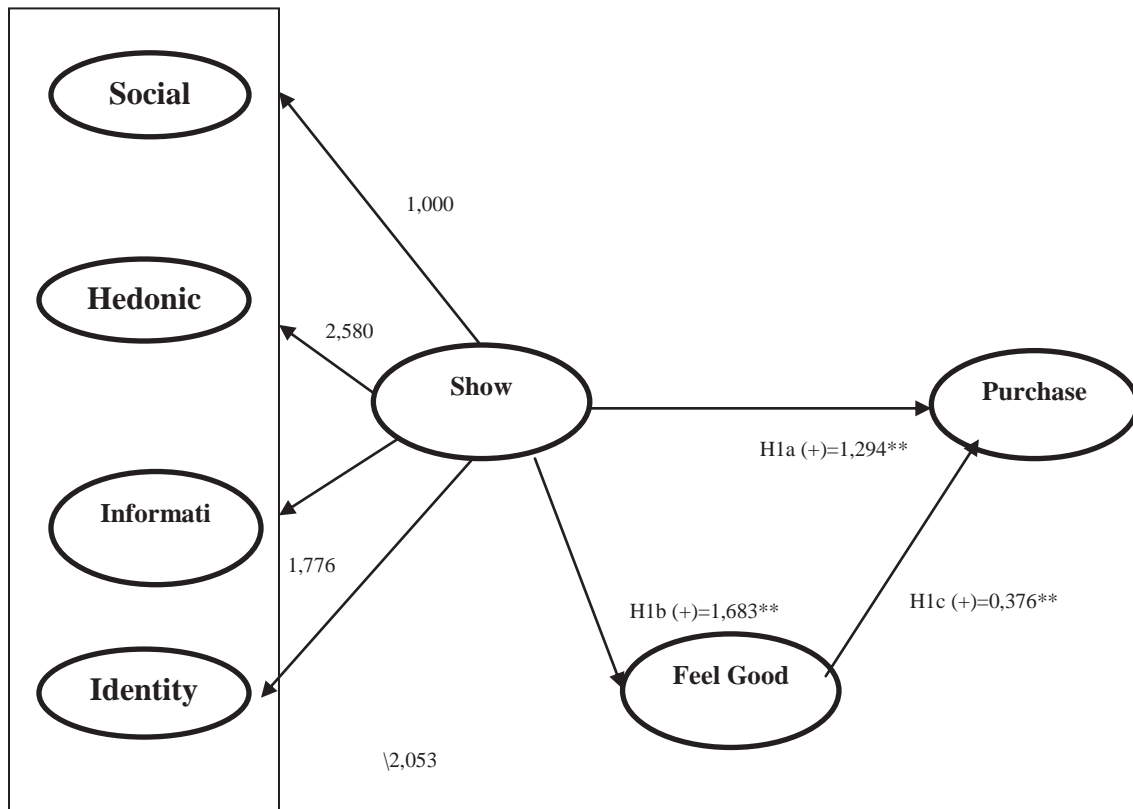 Social
1,000
Hedonic
2,580
Show
Purchase
H1a (+)=1,294**
Informati
1,776
H1b (+)=1,683**
H1c (+)=0,376**
Identity
Feel Good
\2,053